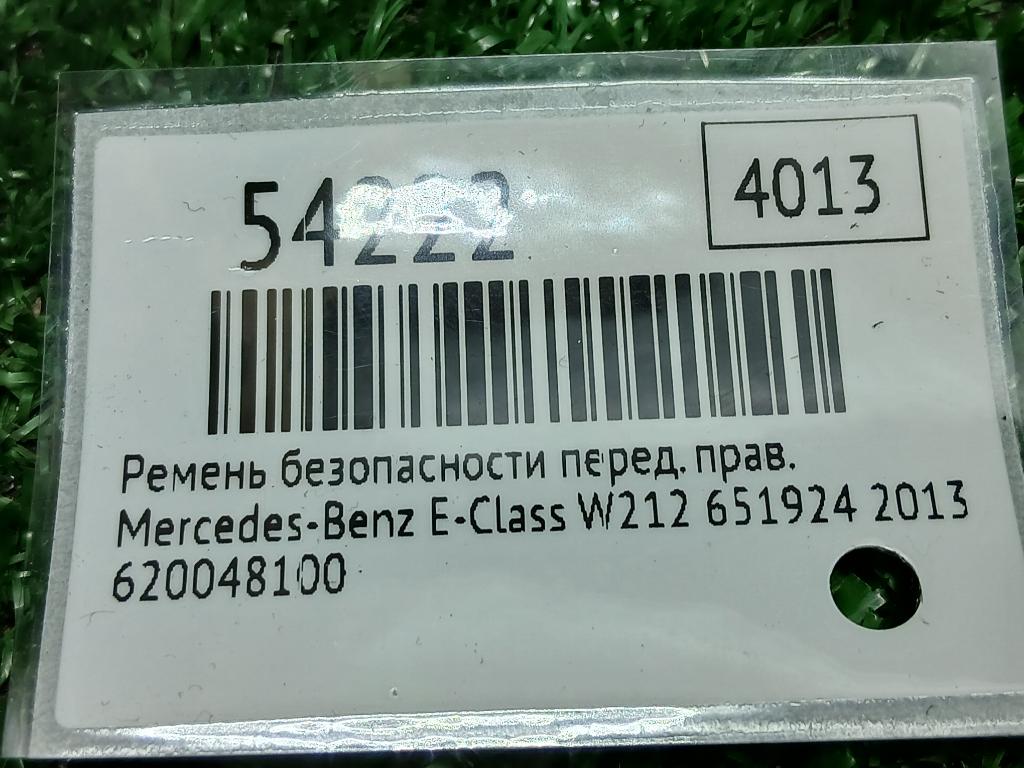 54222
4013
Ремень безопасности перед. прав.
Mercedes-Benz E-Class W212 651924 2013
620048100